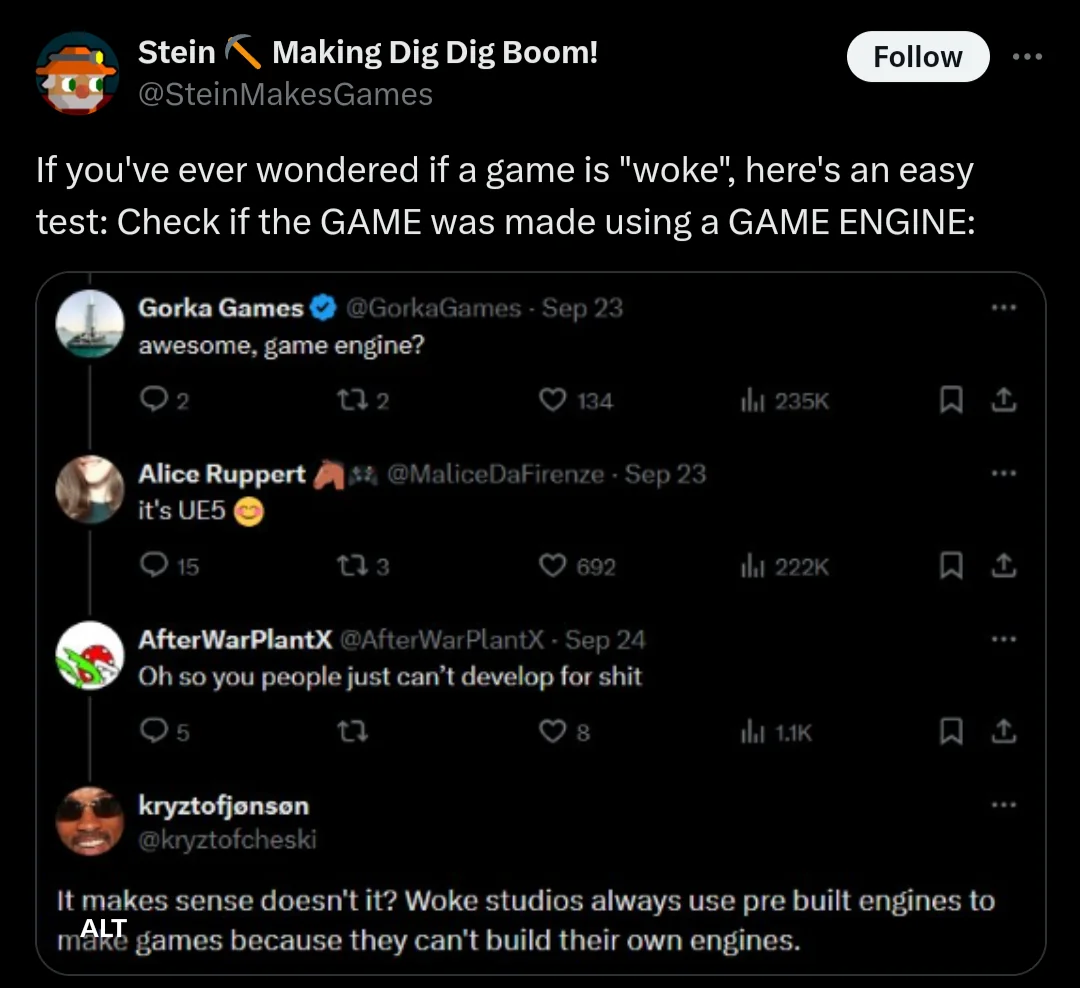 Stein ⛏️ Making Dig Dig Boom!
Follow
@SteinMakesGames
If you've ever wondered if a game is "woke", here's an easy
test: Check if the GAME was made using a GAME ENGINE:
Gorka Games @GorkaGames · Sep 23
awesome, game engine?
2 2 134 235K
Alice Ruppert 🐴🎮 @MaliceDaFirenze · Sep 23
it's UE5 😊
15 3 692 222K
AfterWarPlantX @AfterWarPlantX · Sep 24
Oh so you people just can’t develop for shit
5 8 1.1K
kryztofjønsøn
@kryztofcheski
It makes sense doesn't it? Woke studios always use pre built engines to
make games because they can't build their own engines.
ALT